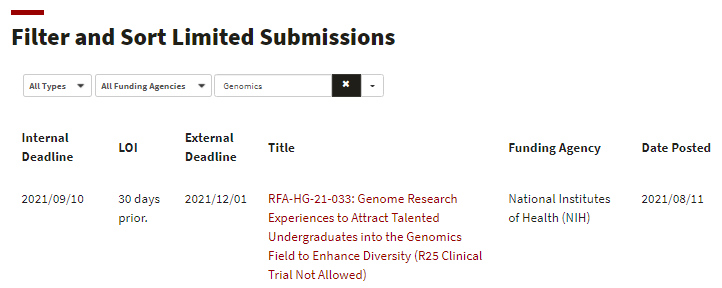 Filter and Sort Limited Submissions
All Types All Funding Agencies Genomics
Internal Deadline LOI External Deadline Title Funding Agency Date Posted
2021/09/10 30 days prior. 2021/12/01 RFA-HG-21-033: Genome Research National Institutes of Health (NIH) 2021/08/11
Experiences to Attract Talented
Undergraduates into the Genomics
Field to Enhance Diversity (R25 Clinical
Trial Not Allowed)